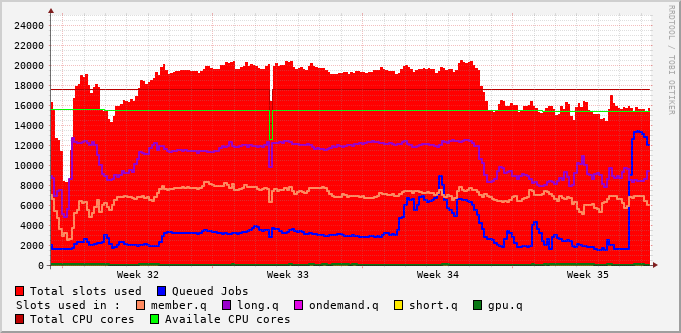 24000
22000
20000
18000
16000
14000
12000
10000
8000
6000
4000
2000
0
Week 32 Week 33 Week 34 Week 35
Total slots used Queued Jobs
Slots used in : member.q long.q ondemand.q short.q gpu.q
Total CPU cores Availale CPU cores
RRDTOOL / TOBI OETIKER